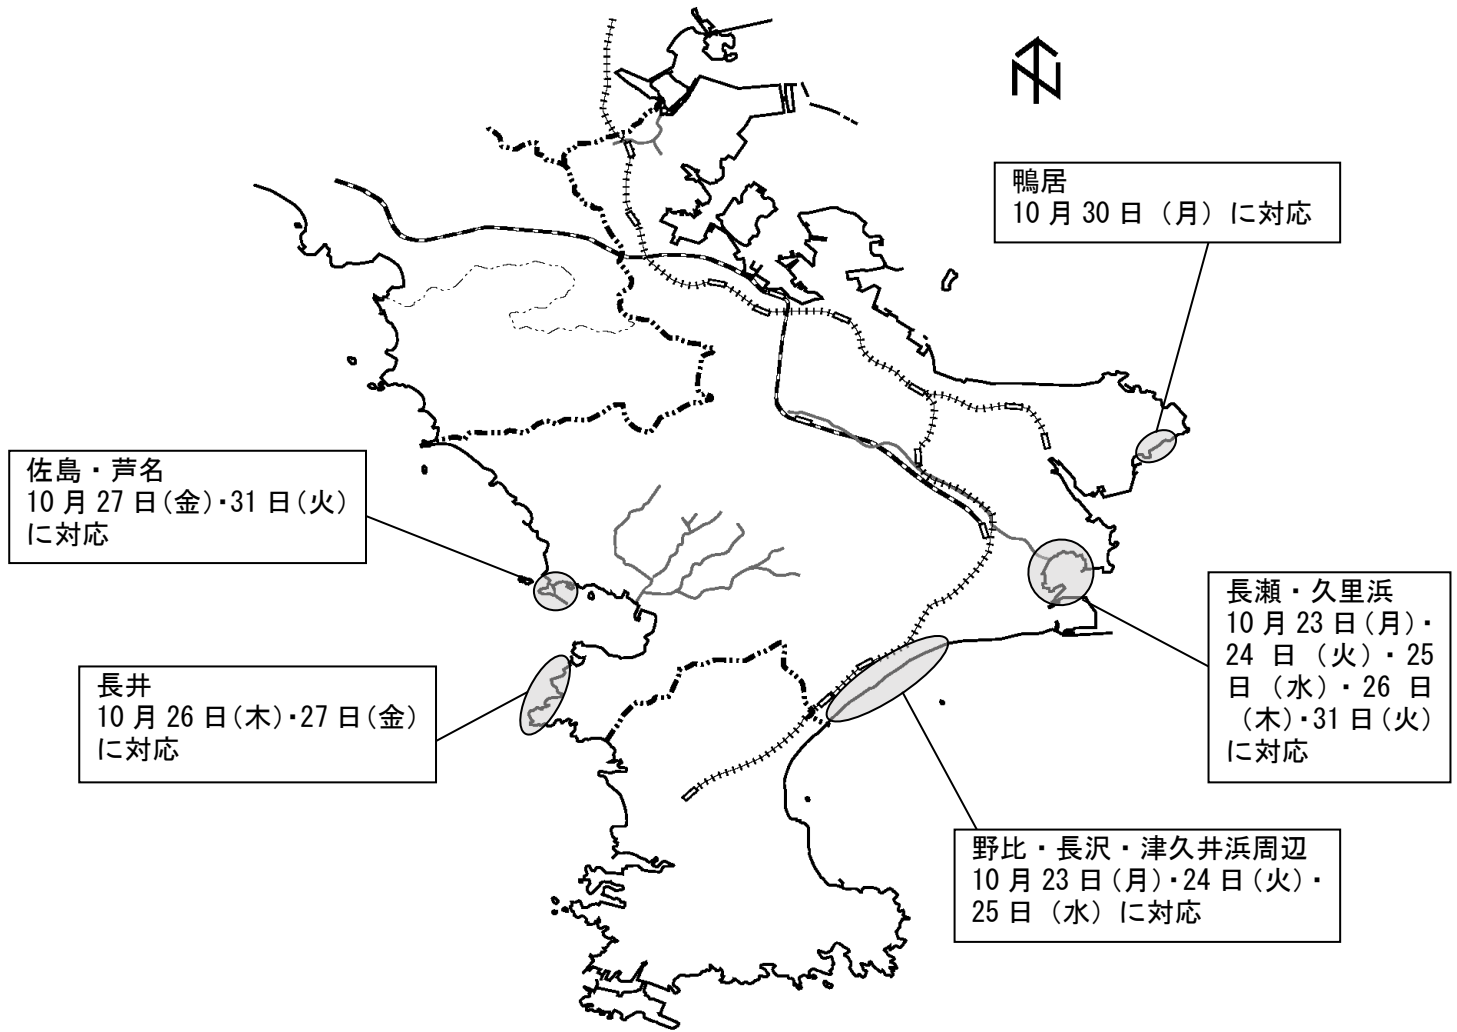 鴨居
10月30日（月）に対応
佐島・芦名
10月27日（金）・31日（火）
に対応
長井
10月26日（木）・27日（金）
に対応
長瀬・久里浜
10月23日（月）・
24日（火）・25
日（水）・26日
（木）・31日（火）
に対応
野比・長沢・津久井浜周辺
10月23日（月）・24日（火）・
25日（水）に対応